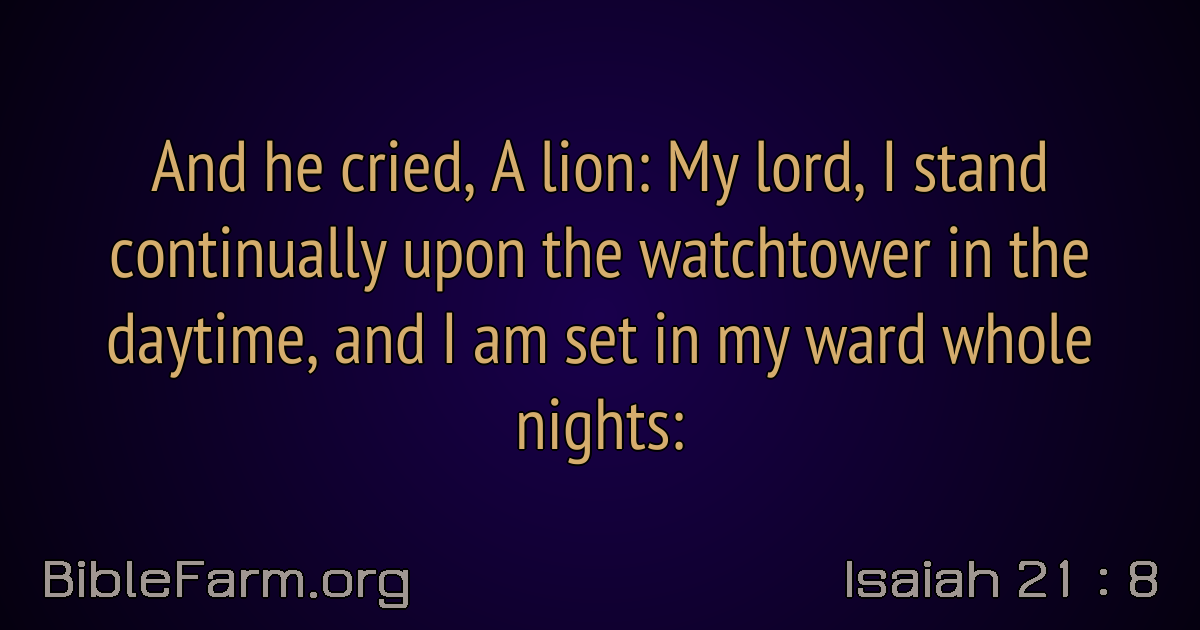 And he cried, A lion: My lord, I stand
continually upon the watchtower in the
daytime, and I am set in my ward whole
nights:
BibleFarm.org
Isaiah 21 : 8